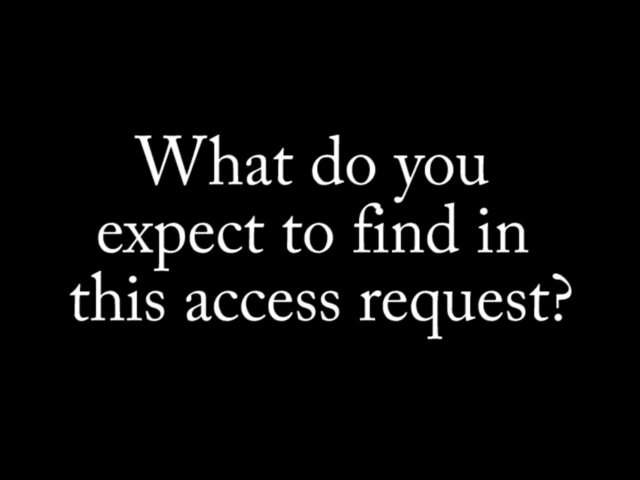 What do you
expect to find in
this access request?